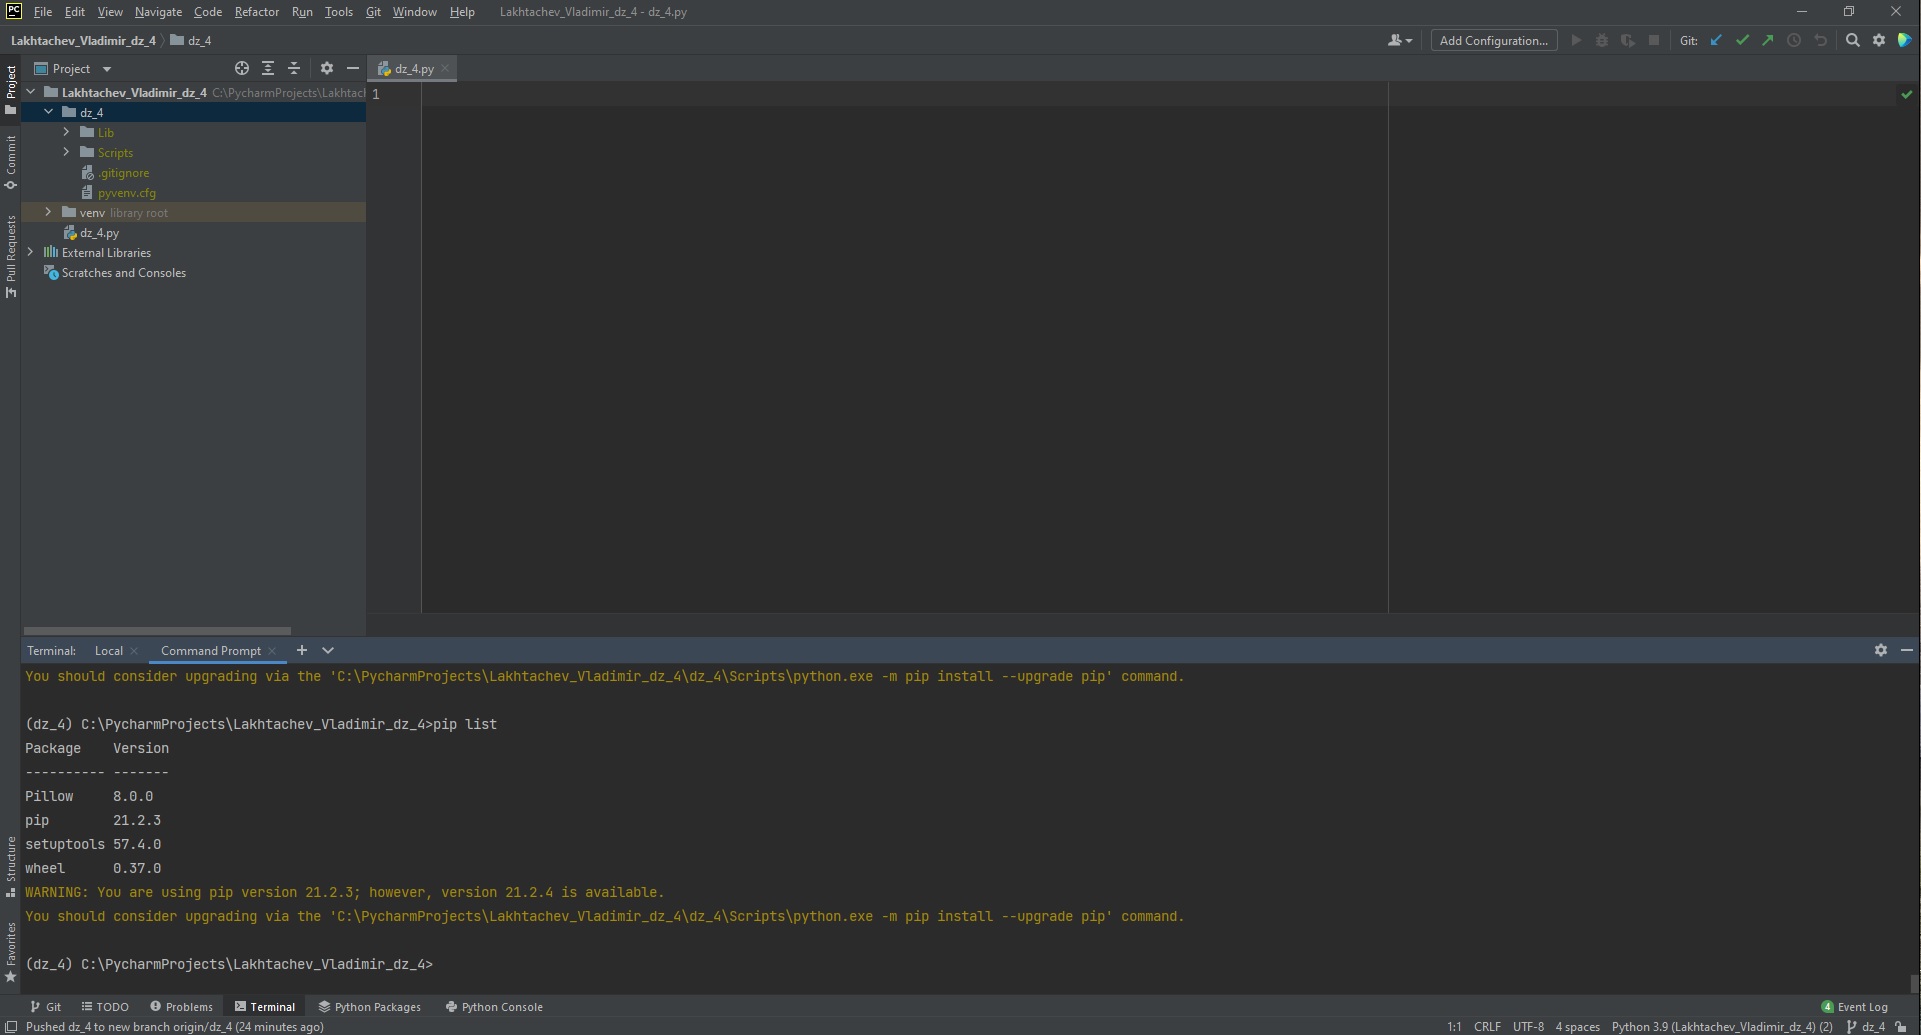 PC File Edit View Navigate Code Refactor Run Tools Git Window Help Lakhtachev_Vladimir_dz_4 - dz_4.py
Lakhtachev_Vladimir_dz_4 dz_4 Add Configuration... Git:
Project dz_4.py
Lakhtachev_Vladimir_dz_4 C:\PycharmProjects\Lakhtac
1
dz_4
Lib
Scripts
.gitignore
pyvenv.cfg
venv library root
dz_4.py
External Libraries
Scratches and Consoles
Project
Commit
Pull Requests
Structure
Favorites
Terminal: Local Command Prompt
You should consider upgrading via the 'C:\PycharmProjects\Lakhtachev_Vladimir_dz_4\dz_4\Scripts\python.exe -m pip install --upgrade pip' command.
(dz_4) C:\PycharmProjects\Lakhtachev_Vladimir_dz_4>pip list
Package    Version
---------- -------
Pillow     8.0.0
pip        21.2.3
setuptools 57.4.0
wheel      0.37.0
WARNING: You are using pip version 21.2.3; however, version 21.2.4 is available.
You should consider upgrading via the 'C:\PycharmProjects\Lakhtachev_Vladimir_dz_4\dz_4\Scripts\python.exe -m pip install --upgrade pip' command.
(dz_4) C:\PycharmProjects\Lakhtachev_Vladimir_dz_4>
Git TODO Problems Terminal Python Packages Python Console 4 Event Log
Pushed dz_4 to new branch origin/dz_4 (24 minutes ago) 1:1 CRLF UTF-8 4 spaces Python 3.9 (Lakhtachev_Vladimir_dz_4) (2) dz_4